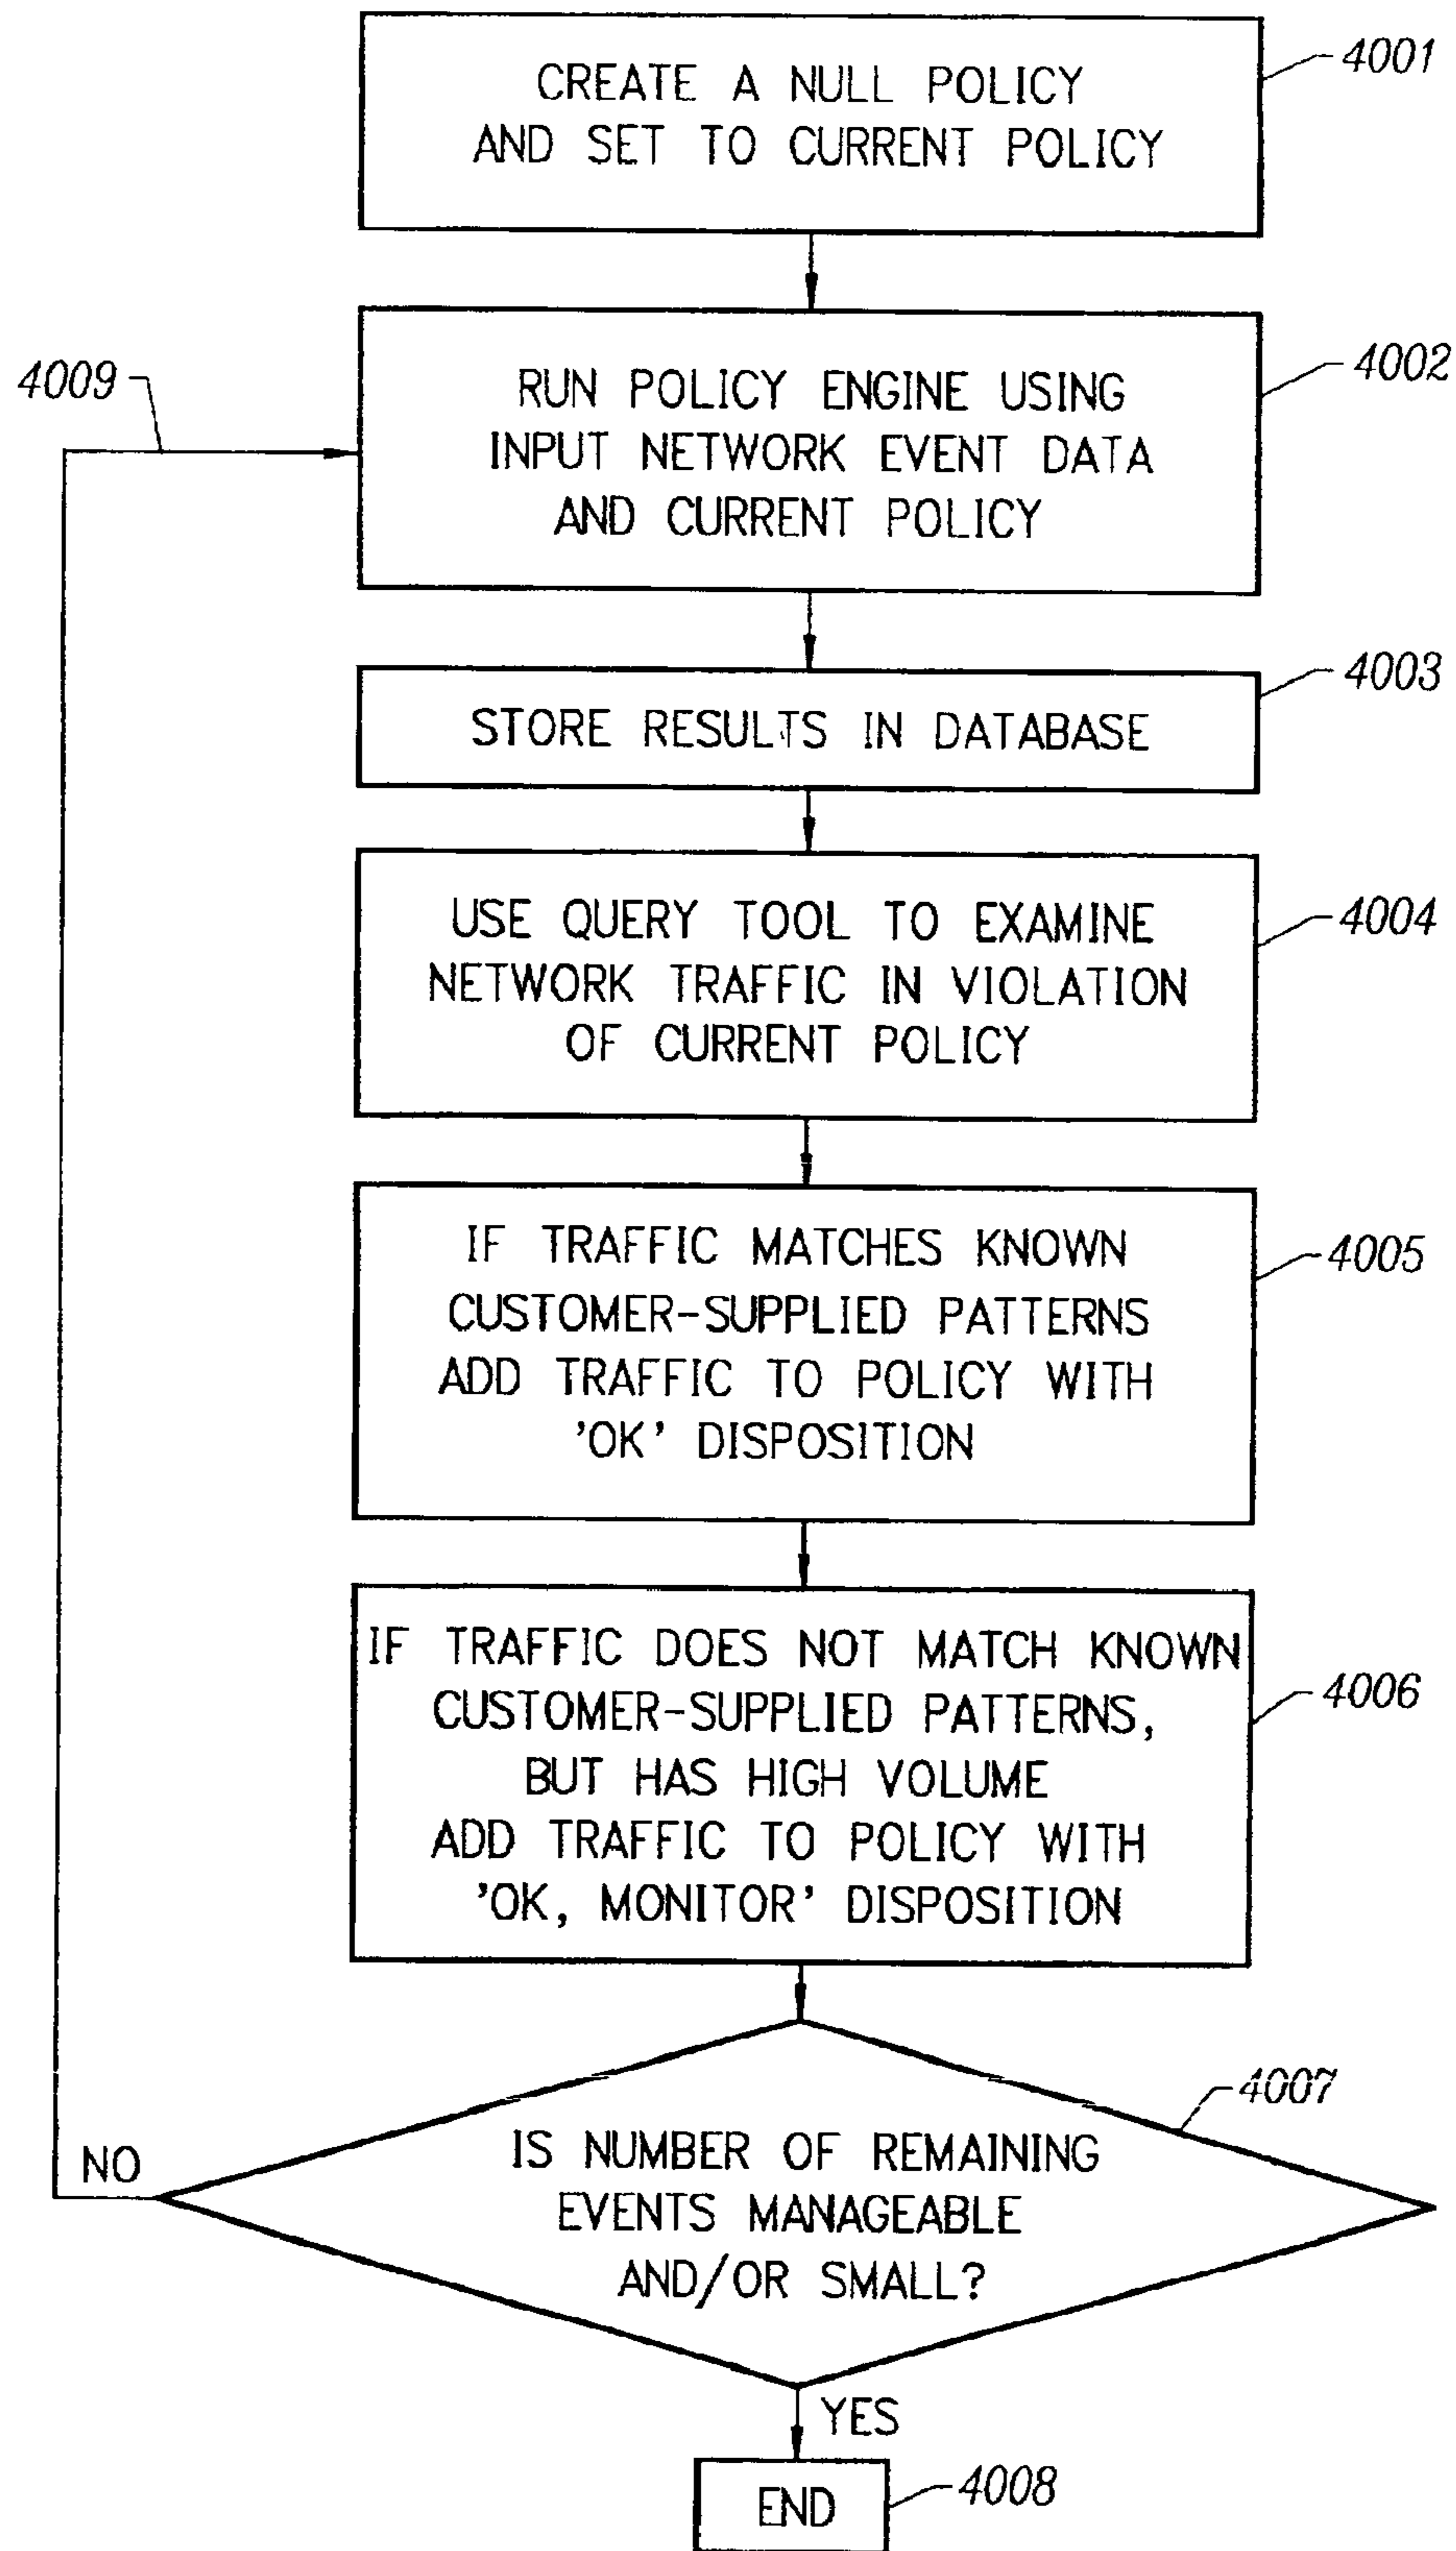 CREATE A NULL POLICY
AND SET TO CURRENT POLICY
4001
4009
RUN POLICY ENGINE USING
INPUT NETWORK EVENT DATA
AND CURRENT POLICY
4002
STORE RESULTS IN DATABASE
4003
USE QUERY TOOL TO EXAMINE
NETWORK TRAFFIC IN VIOLATION
OF CURRENT POLICY
4004
IF TRAFFIC MATCHES KNOWN
CUSTOMER-SUPPLIED PATTERNS
ADD TRAFFIC TO POLICY WITH
'OK' DISPOSITION
4005
IF TRAFFIC DOES NOT MATCH KNOWN
CUSTOMER-SUPPLIED PATTERNS,
BUT HAS HIGH VOLUME
ADD TRAFFIC TO POLICY WITH
'OK, MONITOR' DISPOSITION
4006
4007
NO
IS NUMBER OF REMAINING
EVENTS MANAGEABLE
AND/OR SMALL?
YES
END
4008